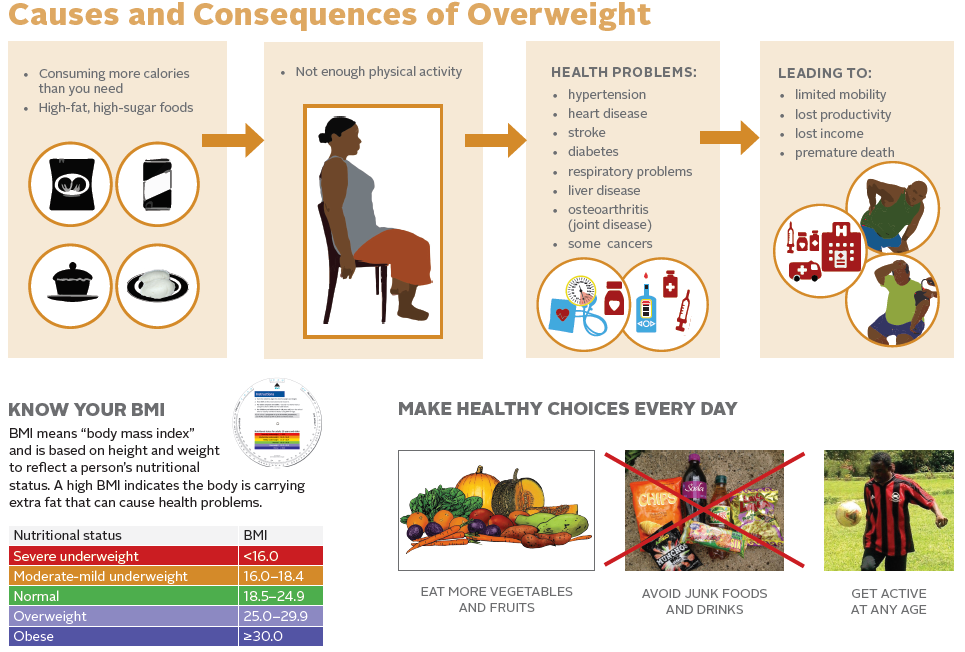 Causes and Consequences of Overweight
• Consuming more calories
than you need
• High-fat, high-sugar foods
• Not enough physical activity
HEALTH PROBLEMS:
• hypertension
• heart disease
• stroke
• diabetes
• respiratory problems
• liver disease
• osteoarthritis
(joint disease)
• some cancers
LEADING TO:
• limited mobility
• lost productivity
• lost income
• premature death
H
KNOW YOUR BMI
BMI means “body mass index”
and is based on height and weight
to reflect a person’s nutritional
status. A high BMI indicates the body is carrying
extra fat that can cause health problems.
Instructions
Nutritional status BMI
Severe underweight <16.0
Moderate-mild underweight 16.0–18.4
Normal 18.5–24.9
Overweight 25.0–29.9
Obese ≥30.0
MAKE HEALTHY CHOICES EVERY DAY
CHIPS
Soda
EAT MORE VEGETABLES
AND FRUITS
AVOID JUNK FOODS
AND DRINKS
GET ACTIVE
AT ANY AGE